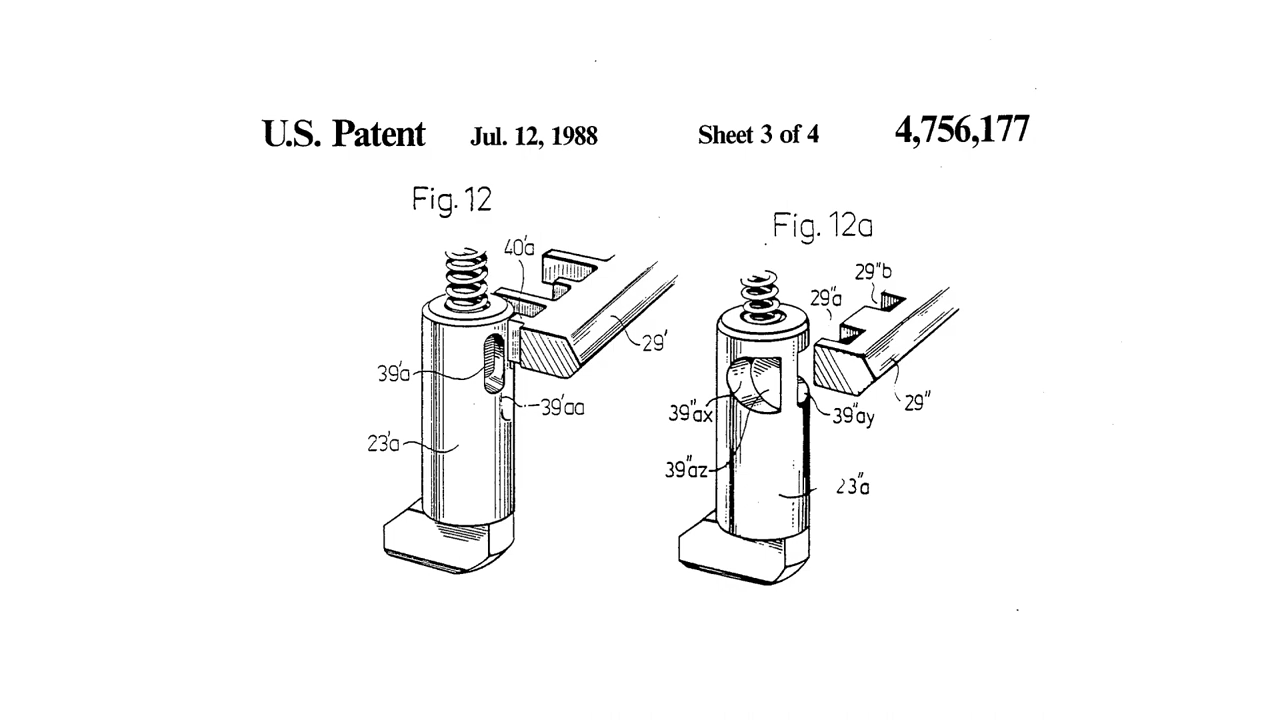 U.S. Patent Jul. 12, 1988 Sheet 3 of 4 4,756,177
Fig. 12
Fig. 12a
40'a
29"b
29"a
29'
39'a
39'aa
29"
39"ax
39"ay
23'a
39"az
23"a